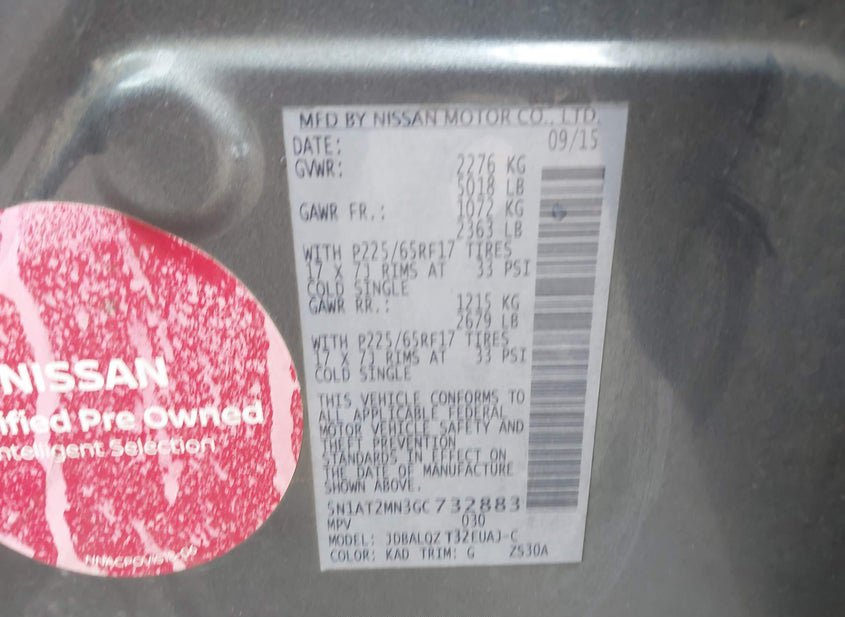 MFD BY NISSAN MOTOR CO., LTD.
DATE: 09/15
GVWR: 2276 KG
5018 LB
GAWR FR.: 1072 KG
2363 LB
WITH P225/65RF17 TIRES
17 X 7J RIMS AT 33 PSI
COLD SINGLE
GAWR RR.: 1215 KG
2679 LB
WITH P225/65RF17 TIRES
17 X 7J RIMS AT 33 PSI
COLD SINGLE
THIS VEHICLE CONFORMS TO
ALL APPLICABLE FEDERAL
MOTOR VEHICLE SAFETY AND
THEFT PREVENTION
STANDARDS IN EFFECT ON
THE DATE OF MANUFACTURE
SHOWN ABOVE.
5N1AT2MN3GC732883
MPV 030
MODEL: JDBALQZ T32EUAJ-C
COLOR: KAD TRIM: G ZS30A
NISSAN
ified Pre Owned
ntelligent Selection